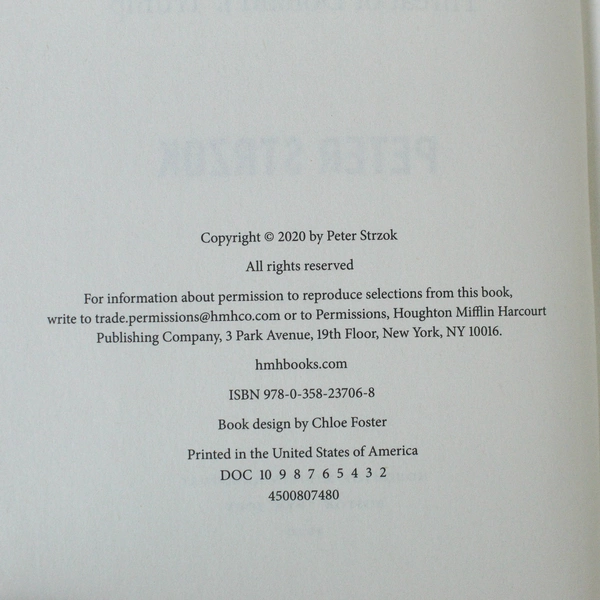 PETER STRZOK
Copyright © 2020 by Peter Strzok
All rights reserved
For information about permission to reproduce selections from this book,
write to trade.permissions@hmhco.com or to Permissions, Houghton Mifflin Harcourt
Publishing Company, 3 Park Avenue, 19th Floor, New York, NY 10016.
hmhbooks.com
ISBN 978-0-358-23706-8
Book design by Chloe Foster
Printed in the United States of America
DOC 10 9 8 7 6 5 4 3 2
4500807480